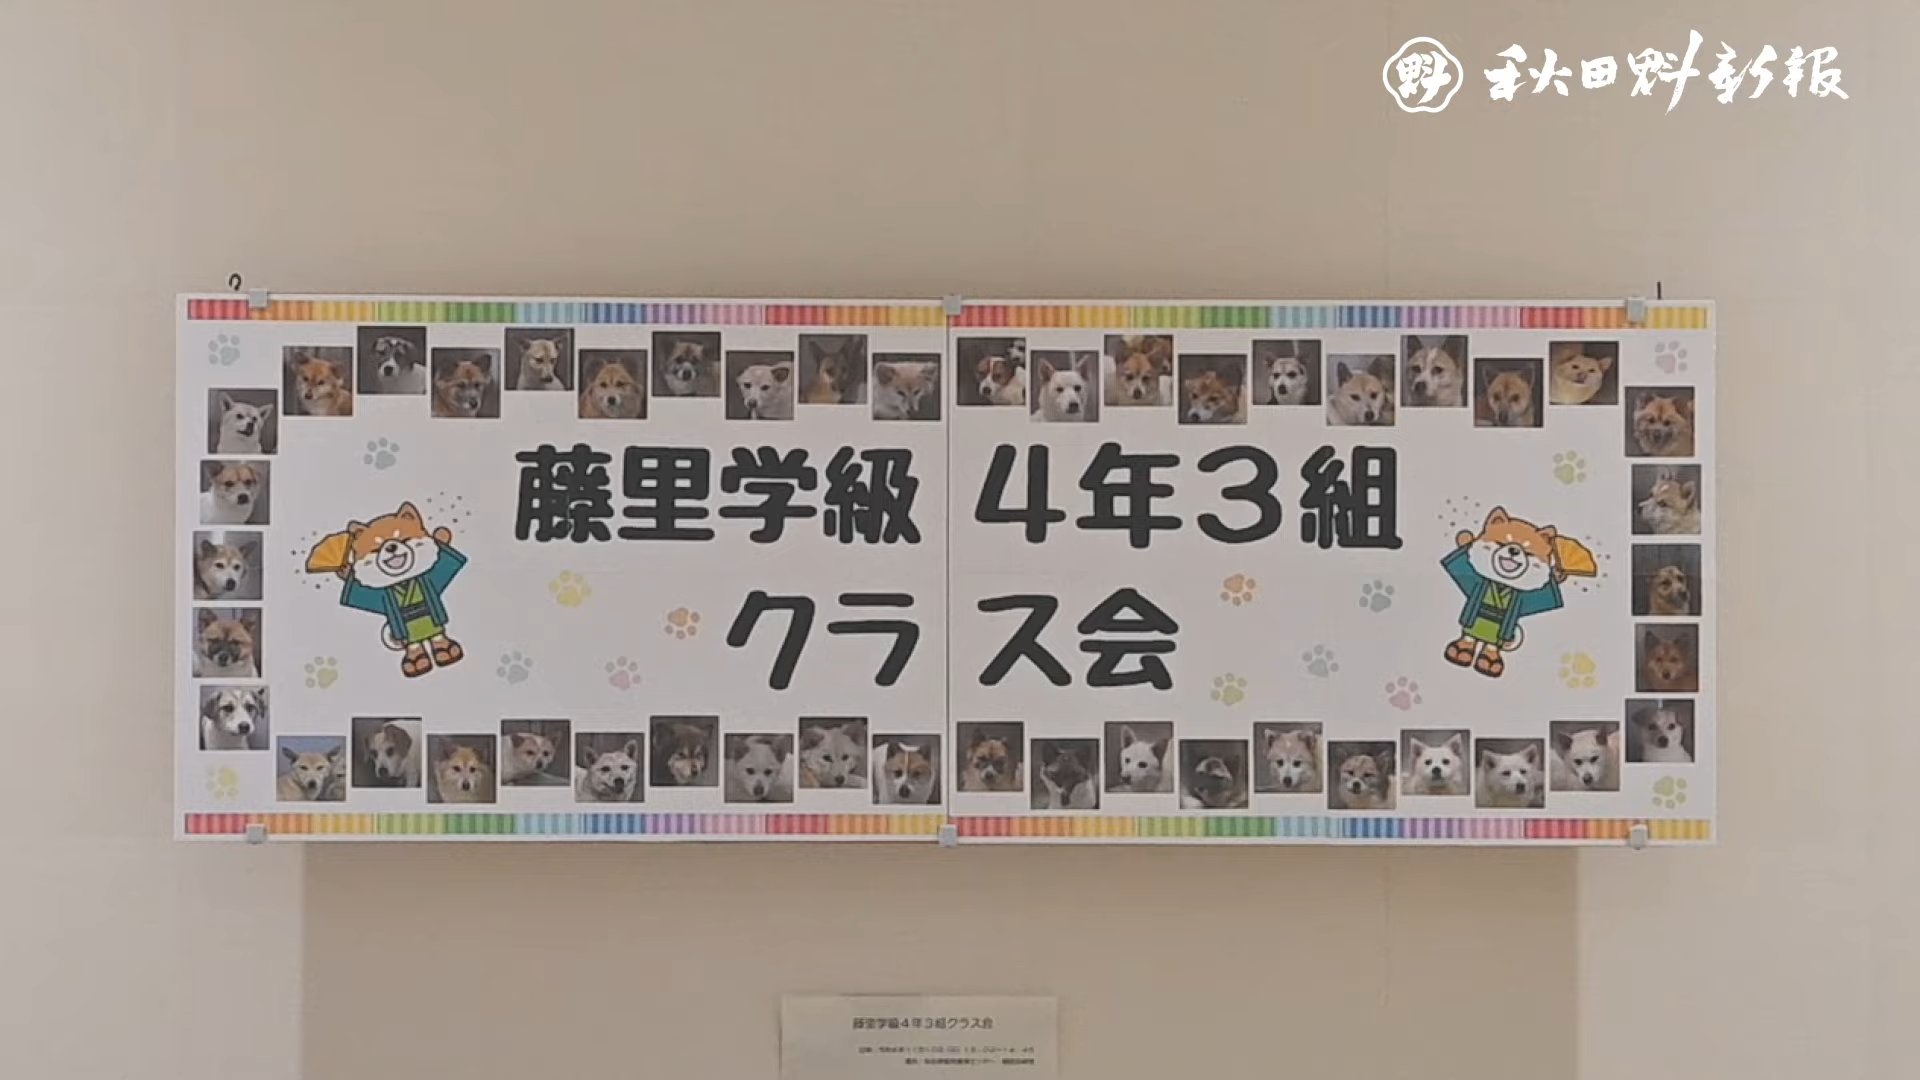 魁 秋田魁新報
藤里学級 4年3組
クラス会
藤里学級4年3組クラス会